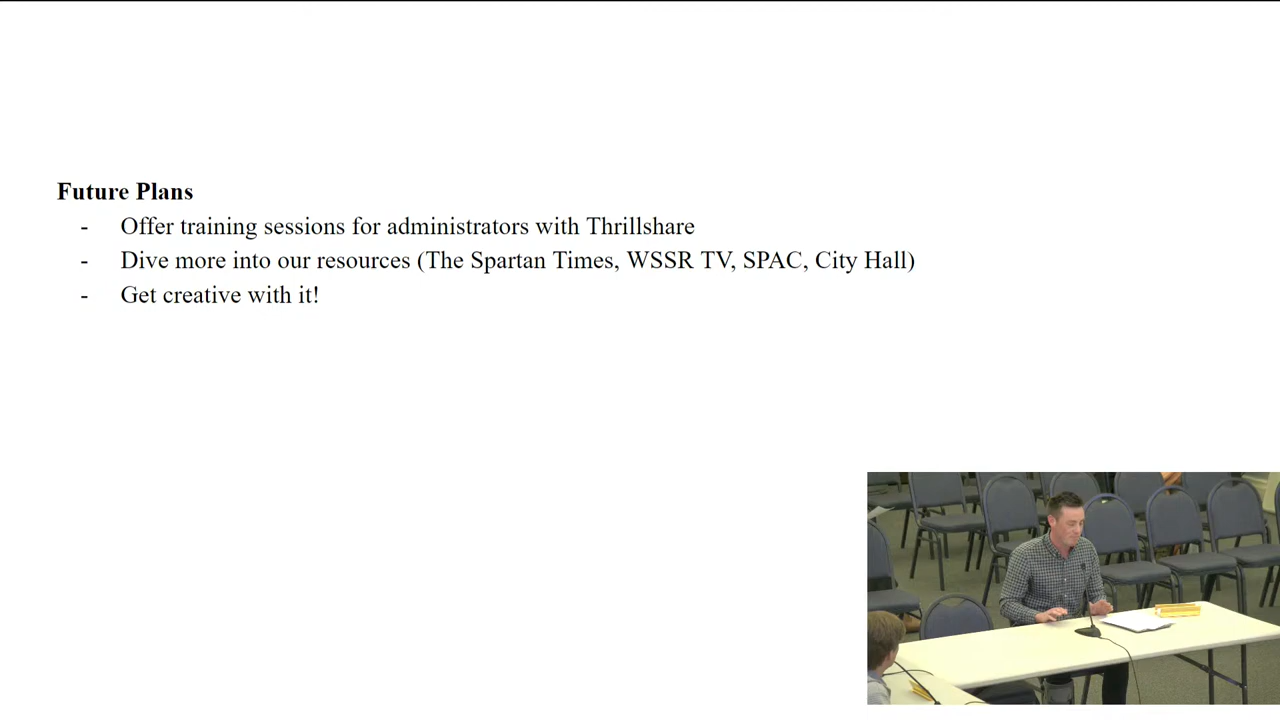 Future Plans
- Offer training sessions for administrators with Thrillshare
- Dive more into our resources (The Spartan Times, WSSR TV, SPAC, City Hall)
- Get creative with it!